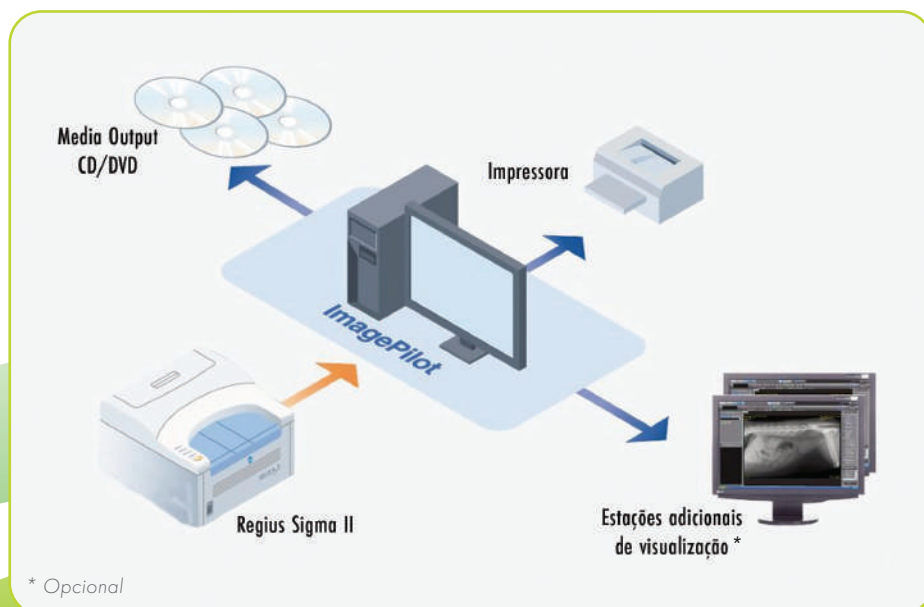 Media Output
CD/DVD
Impressora
ImagePilot
Regius Sigma II
Estações adicionais
de visualização *
* Opcional